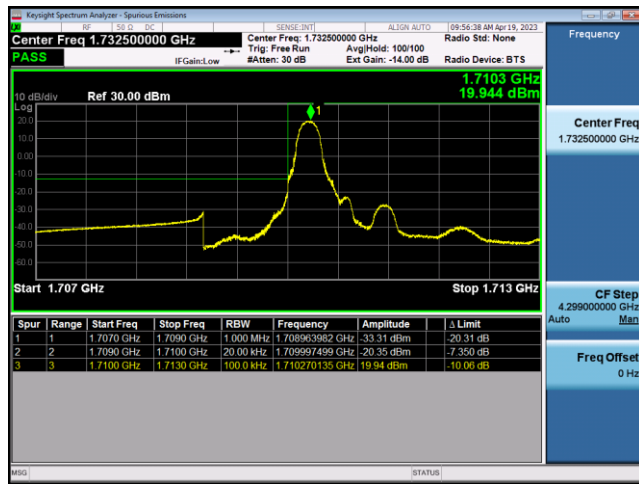 Keysight Spectrum Analyzer - Spurious Emissions
RF 50 Ω DC SENSE:INT ALIGN AUTO 09:56:38 AM Apr 19, 2023
Center Freq 1.732500000 GHz Center Freq: 1.732500000 GHz Radio Std: None Frequency
Trig: Free Run Avg|Hold: 100/100
PASS IFGain:Low #Atten: 30 dB Ext Gain: -14.00 dB Radio Device: BTS
1.7103 GHz
19.944 dBm
10 dB/div Ref 30.00 dBm
Log
1
20.0
10.0
0.00
-10.0
-20.0
-30.0
-40.0
-50.0
-60.0
Start 1.707 GHz Stop 1.713 GHz
Center Freq
1.732500000 GHz
CF Step
4.299000000 GHz
Auto Man
Freq Offset
0 Hz
Spur Range Start Freq Stop Freq RBW Frequency Amplitude Δ Limit
1 1 1.7070 GHz 1.7090 GHz 1.000 MHz 1.708963982 GHz -33.31 dBm -20.31 dB
2 2 1.7090 GHz 1.7100 GHz 20.00 kHz 1.709997499 GHz -20.35 dBm -7.350 dB
3 3 1.7100 GHz 1.7130 GHz 100.0 kHz 1.710270135 GHz 19.94 dBm -10.06 dB
MSG STATUS